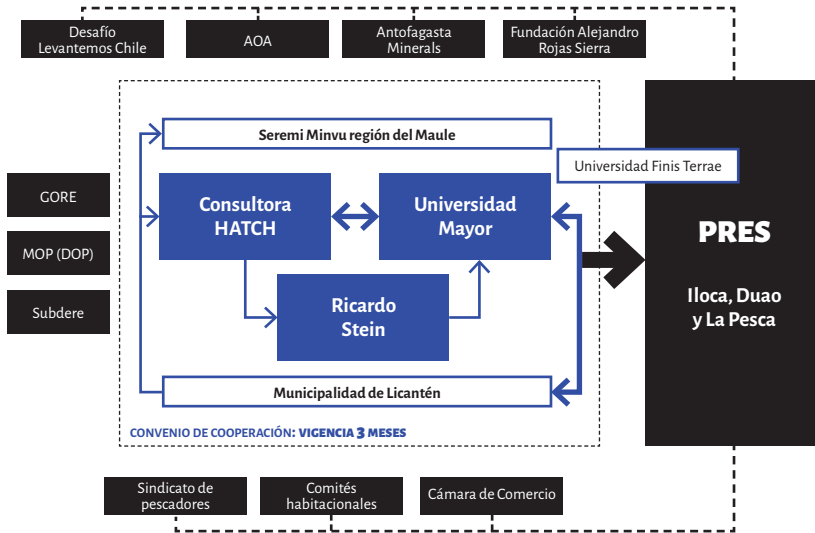 Desafío
Levantemos Chile
AOA
Antofagasta
Minerals
Fundación Alejandro
Rojas Sierra
Seremi Minvu región del Maule
Universidad Finis Terrae
GORE
MOP (DOP)
Subdere
Consultora
HATCH
Universidad
Mayor
Ricardo
Stein
PRES
Iloca, Duao
y La Pesca
Municipalidad de Licantén
CONVENIO DE COOPERACIÓN: VIGENCIA 3 MESES
Sindicato de
pescadores
Comités
habitacionales
Cámara de Comercio